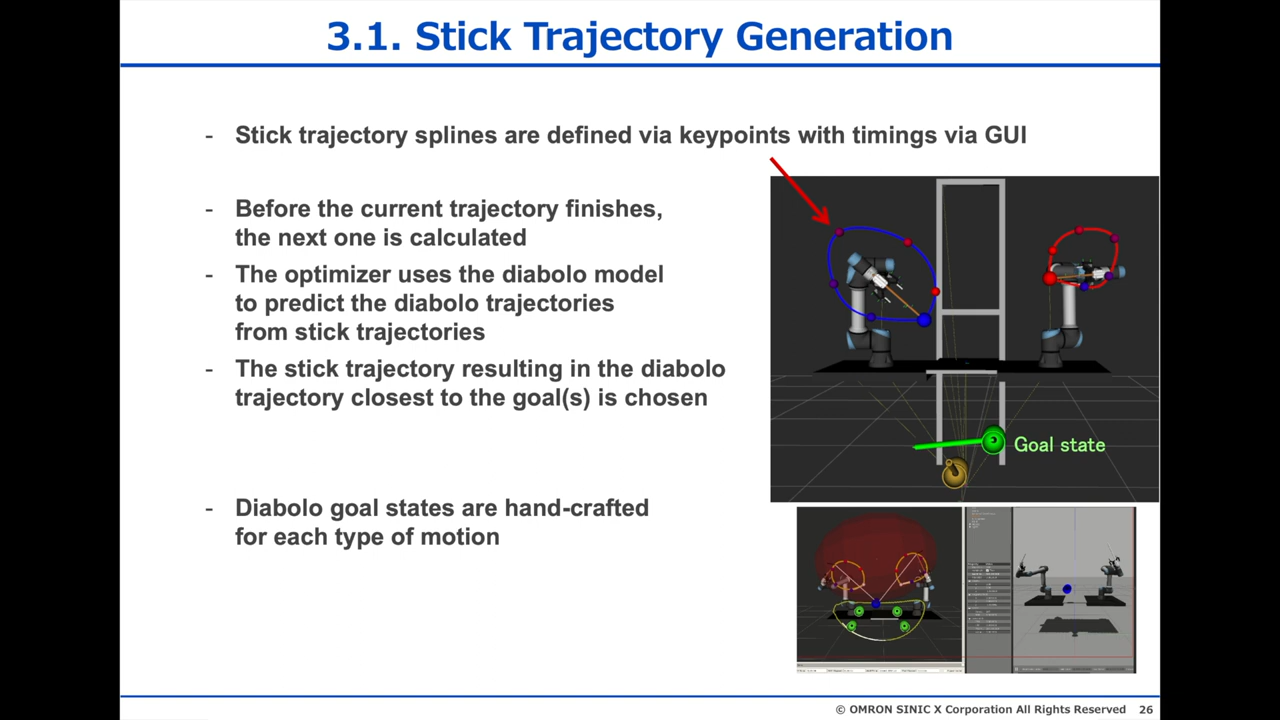 3.1. Stick Trajectory Generation
- Stick trajectory splines are defined via keypoints with timings via GUI
- Before the current trajectory finishes,
the next one is calculated
- The optimizer uses the diabolo model
to predict the diabolo trajectories
from stick trajectories
- The stick trajectory resulting in the diabolo
trajectory closest to the goal(s) is chosen
Goal state
- Diabolo goal states are hand-crafted
for each type of motion
© OMRON SINIC X Corporation All Rights Reserved 26